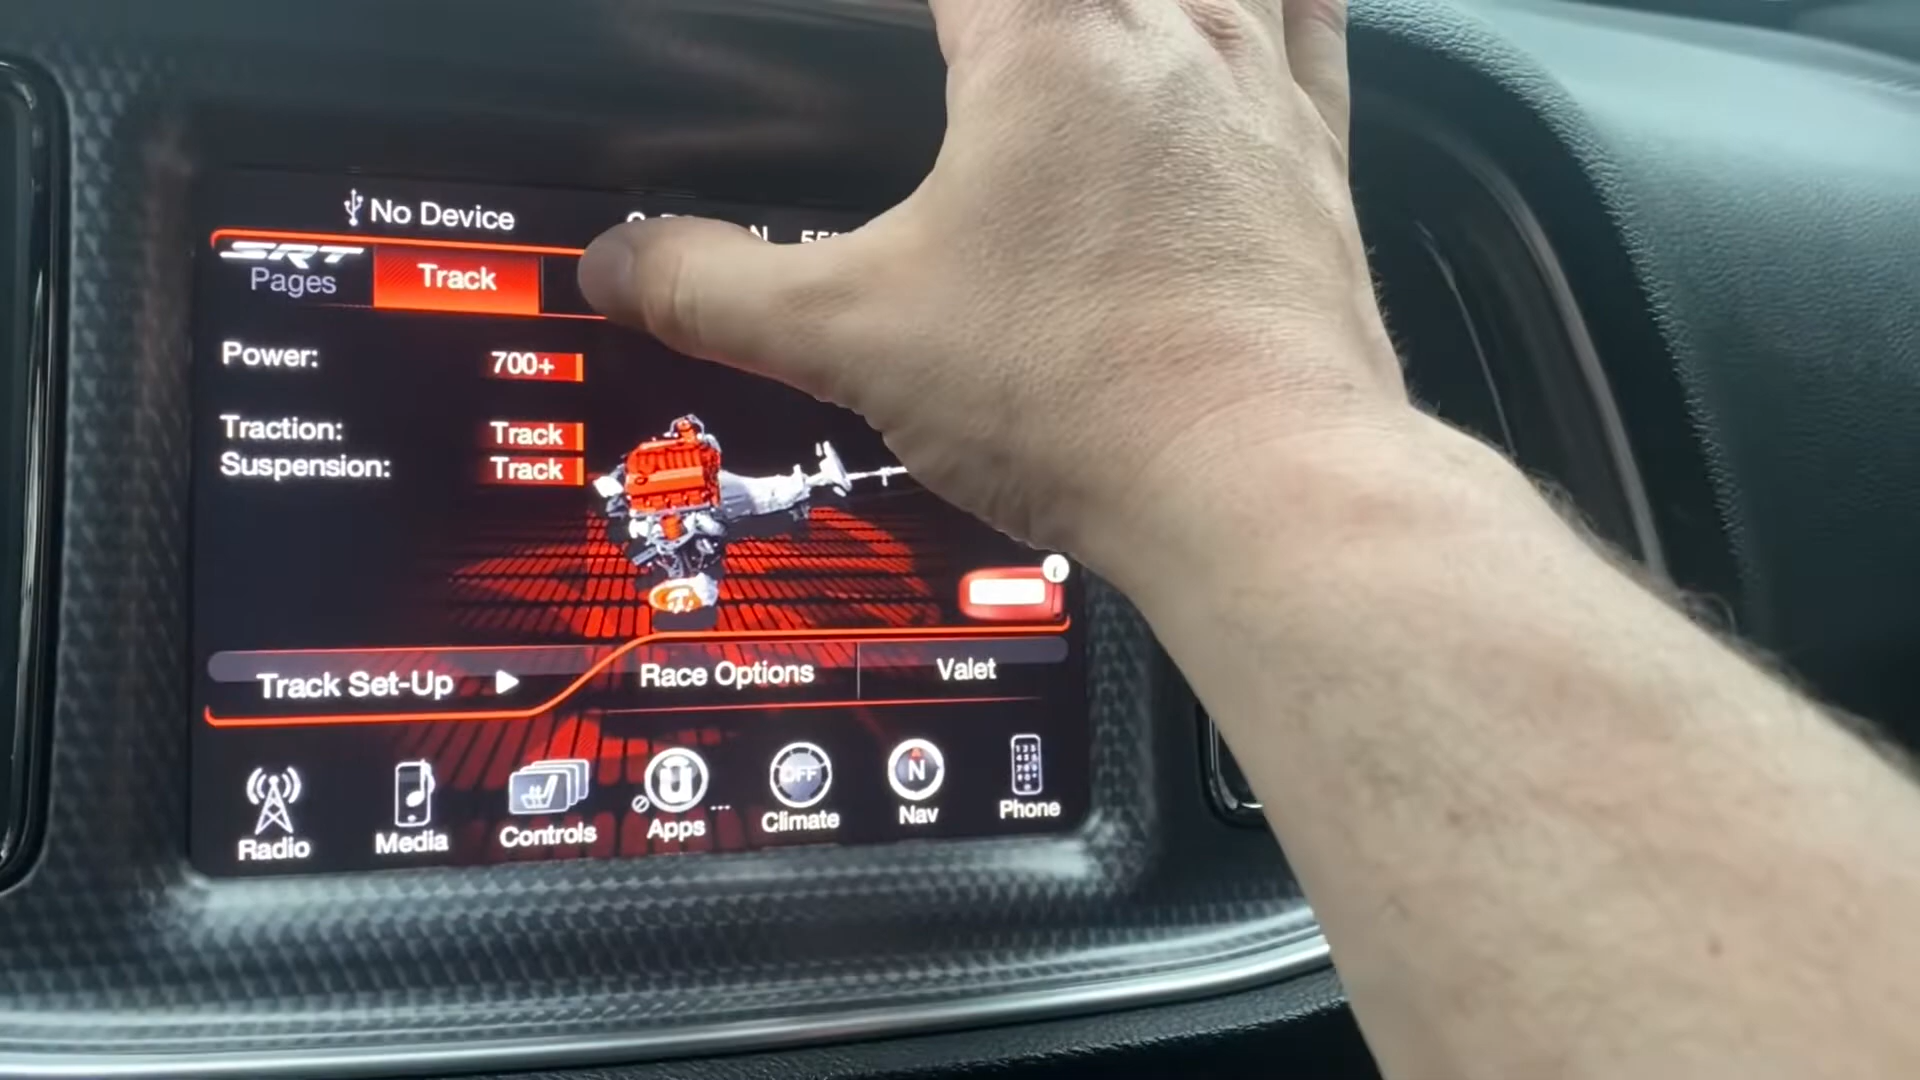 No Device
N 55°
SRT
Pages
Track
Power: 700+
Traction: Track
Suspension: Track
Track Set-Up
Race Options
Valet
OFF
N
Radio
Media
Controls
Apps
Climate
Nav
Phone